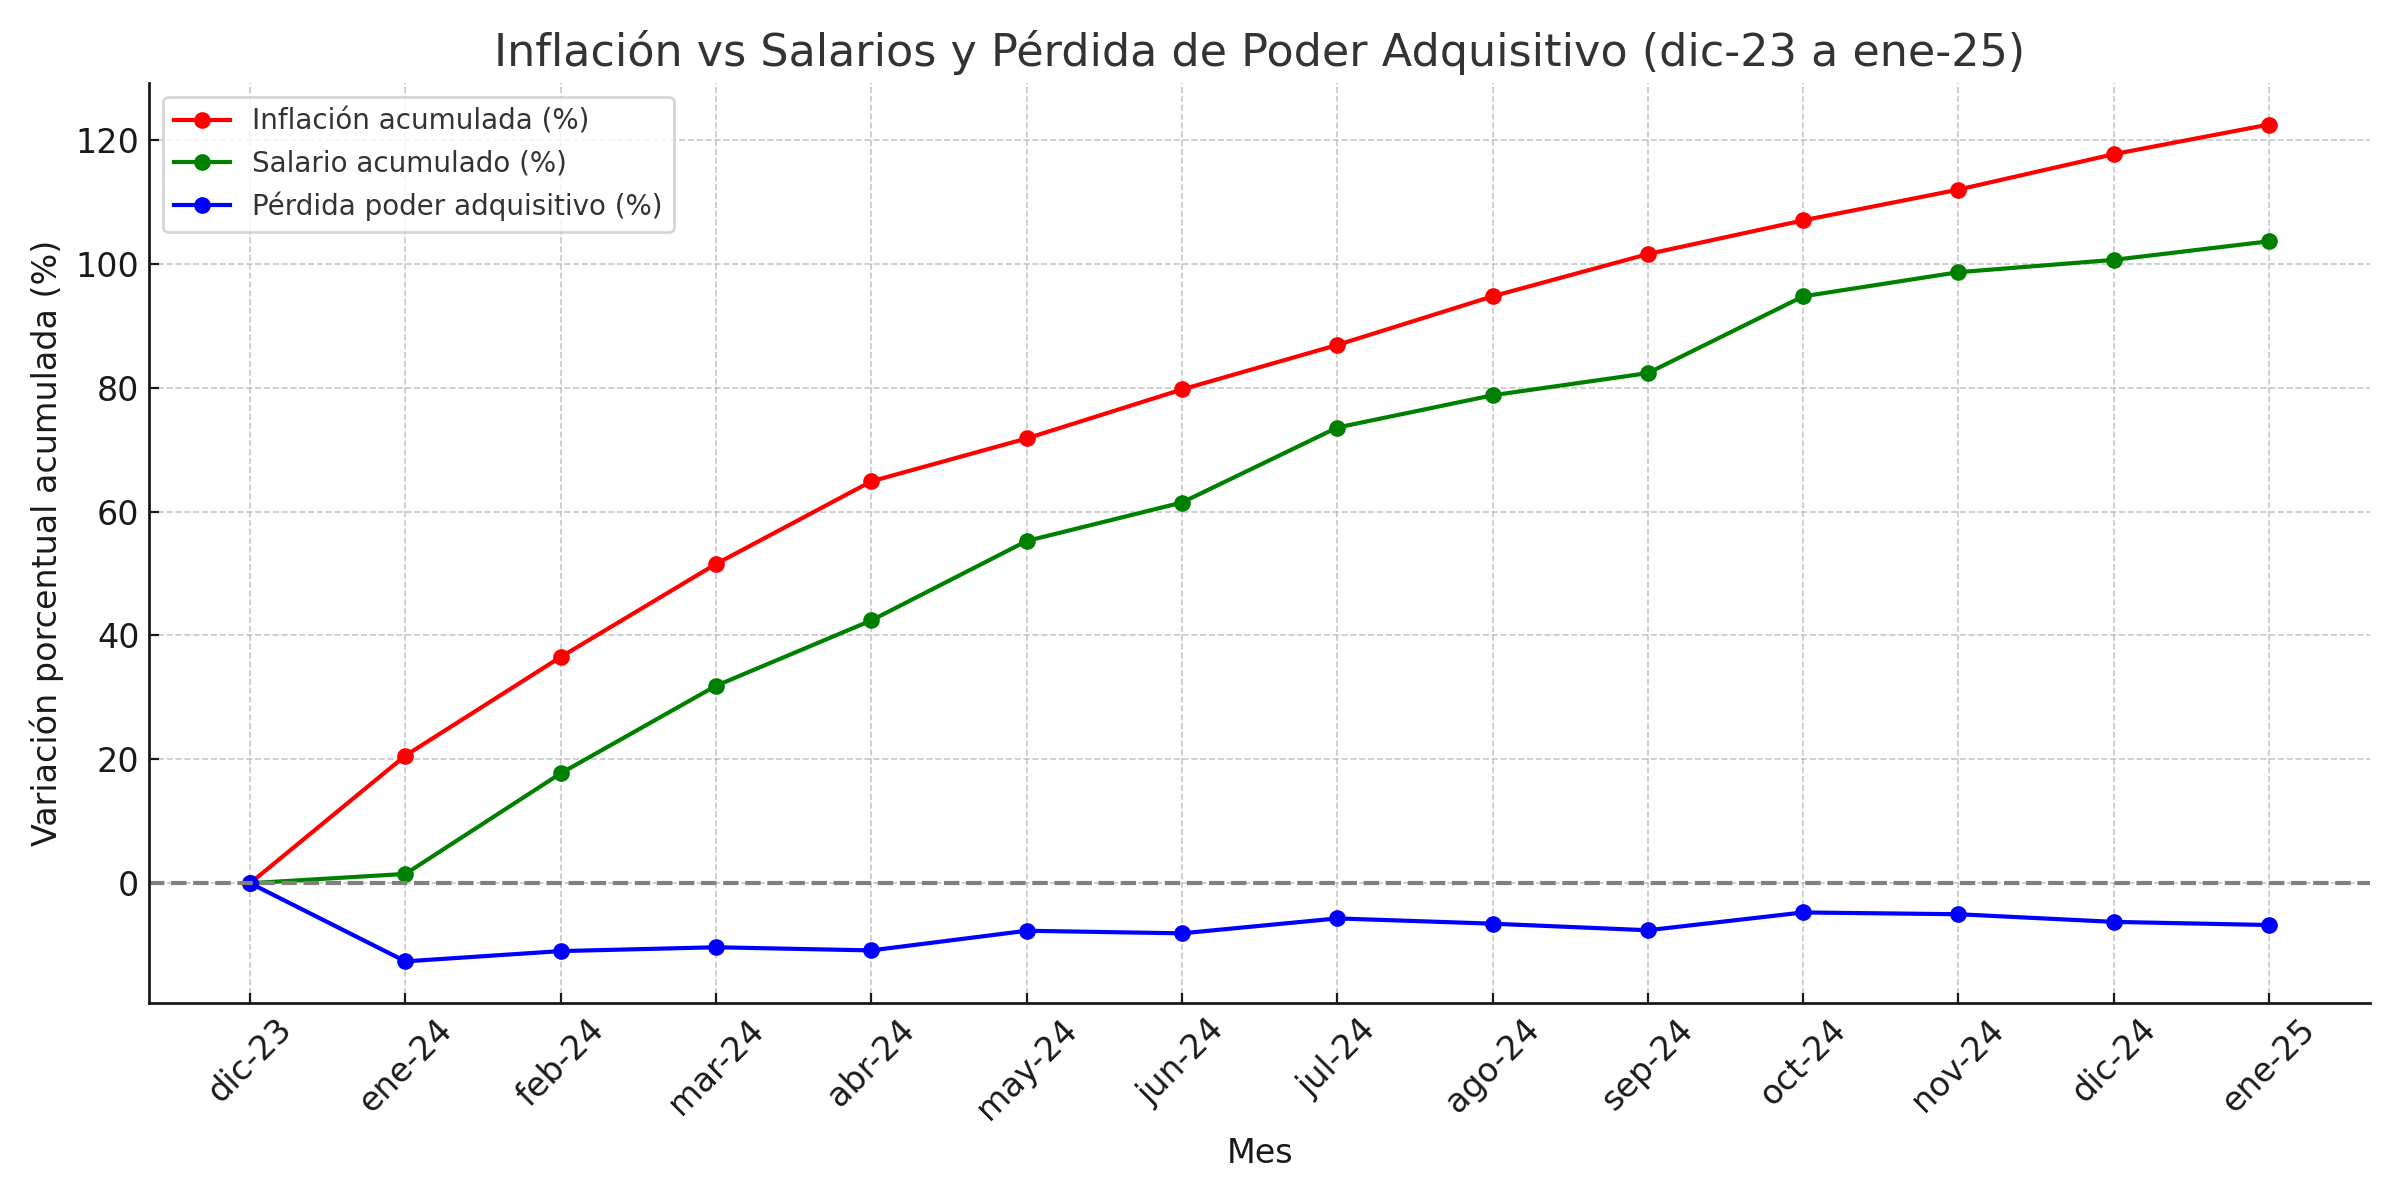 Inflación vs Salarios y Pérdida de Poder Adquisitivo (dic-23 a ene-25)
Inflación acumulada (%)
Salario acumulado (%)
Pérdida poder adquisitivo (%)
Variación porcentual acumulada (%)
120
100
80
60
40
20
0
dic-23
ene-24
feb-24
mar-24
abr-24
may-24
jun-24
jul-24
ago-24
sep-24
oct-24
nov-24
dic-24
ene-25
Mes